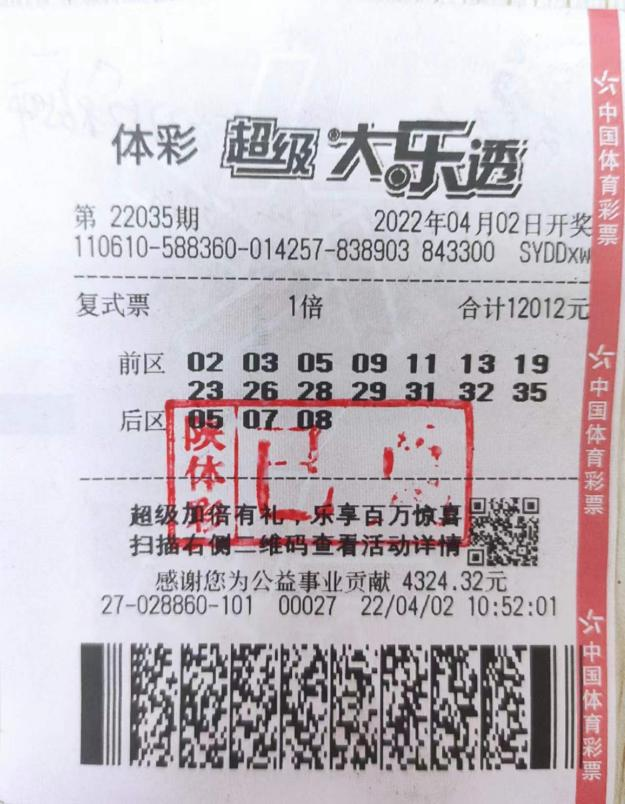 体彩 超级大乐透
第 22035期 2022年04月02日开奖
110610-588360-014257-838903 843300 SYDDxw
复式票 1倍 合计12012元
前区 02 03 05 09 11 13 19
23 26 28 29 31 32 35
后区 05 07 08
陕体彩
已
超级加倍有礼，乐享百万惊喜
扫描右侧二维码查看活动详情
感谢您为公益事业贡献 4324.32元
27-028860-101 00027 22/04/02 10:52:01
中国体育彩票
中国体育彩票
中国体育彩票